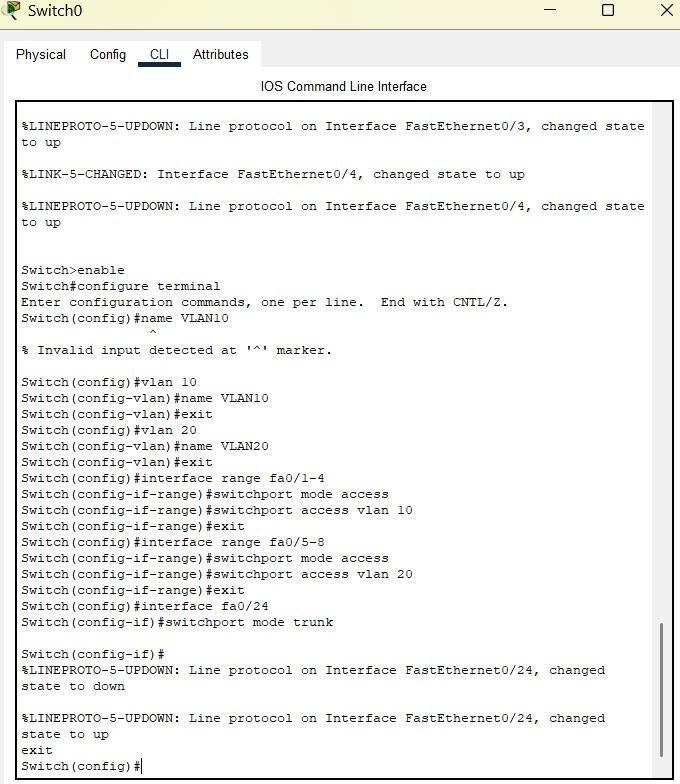 Switch0
Physical Config CLI Attributes
IOS Command Line Interface
%LINEPROTO-5-UPDOWN: Line protocol on Interface FastEthernet0/3, changed state
to up
%LINK-5-CHANGED: Interface FastEthernet0/4, changed state to up
%LINEPROTO-5-UPDOWN: Line protocol on Interface FastEthernet0/4, changed state
to up
Switch>enable
Switch#configure terminal
Enter configuration commands, one per line.  End with CNTL/Z.
Switch(config)#name VLAN10
^
% Invalid input detected at '^' marker.
Switch(config)#vlan 10
Switch(config-vlan)#name VLAN10
Switch(config-vlan)#exit
Switch(config)#vlan 20
Switch(config-vlan)#name VLAN20
Switch(config-vlan)#exit
Switch(config)#interface range fa0/1-4
Switch(config-if-range)#switchport mode access
Switch(config-if-range)#switchport access vlan 10
Switch(config-if-range)#exit
Switch(config)#interface range fa0/5-8
Switch(config-if-range)#switchport mode access
Switch(config-if-range)#switchport access vlan 20
Switch(config-if-range)#exit
Switch(config)#interface fa0/24
Switch(config-if)#switchport mode trunk
Switch(config-if)#
%LINEPROTO-5-UPDOWN: Line protocol on Interface FastEthernet0/24, changed
state to down
%LINEPROTO-5-UPDOWN: Line protocol on Interface FastEthernet0/24, changed
state to up
exit
Switch(config)#